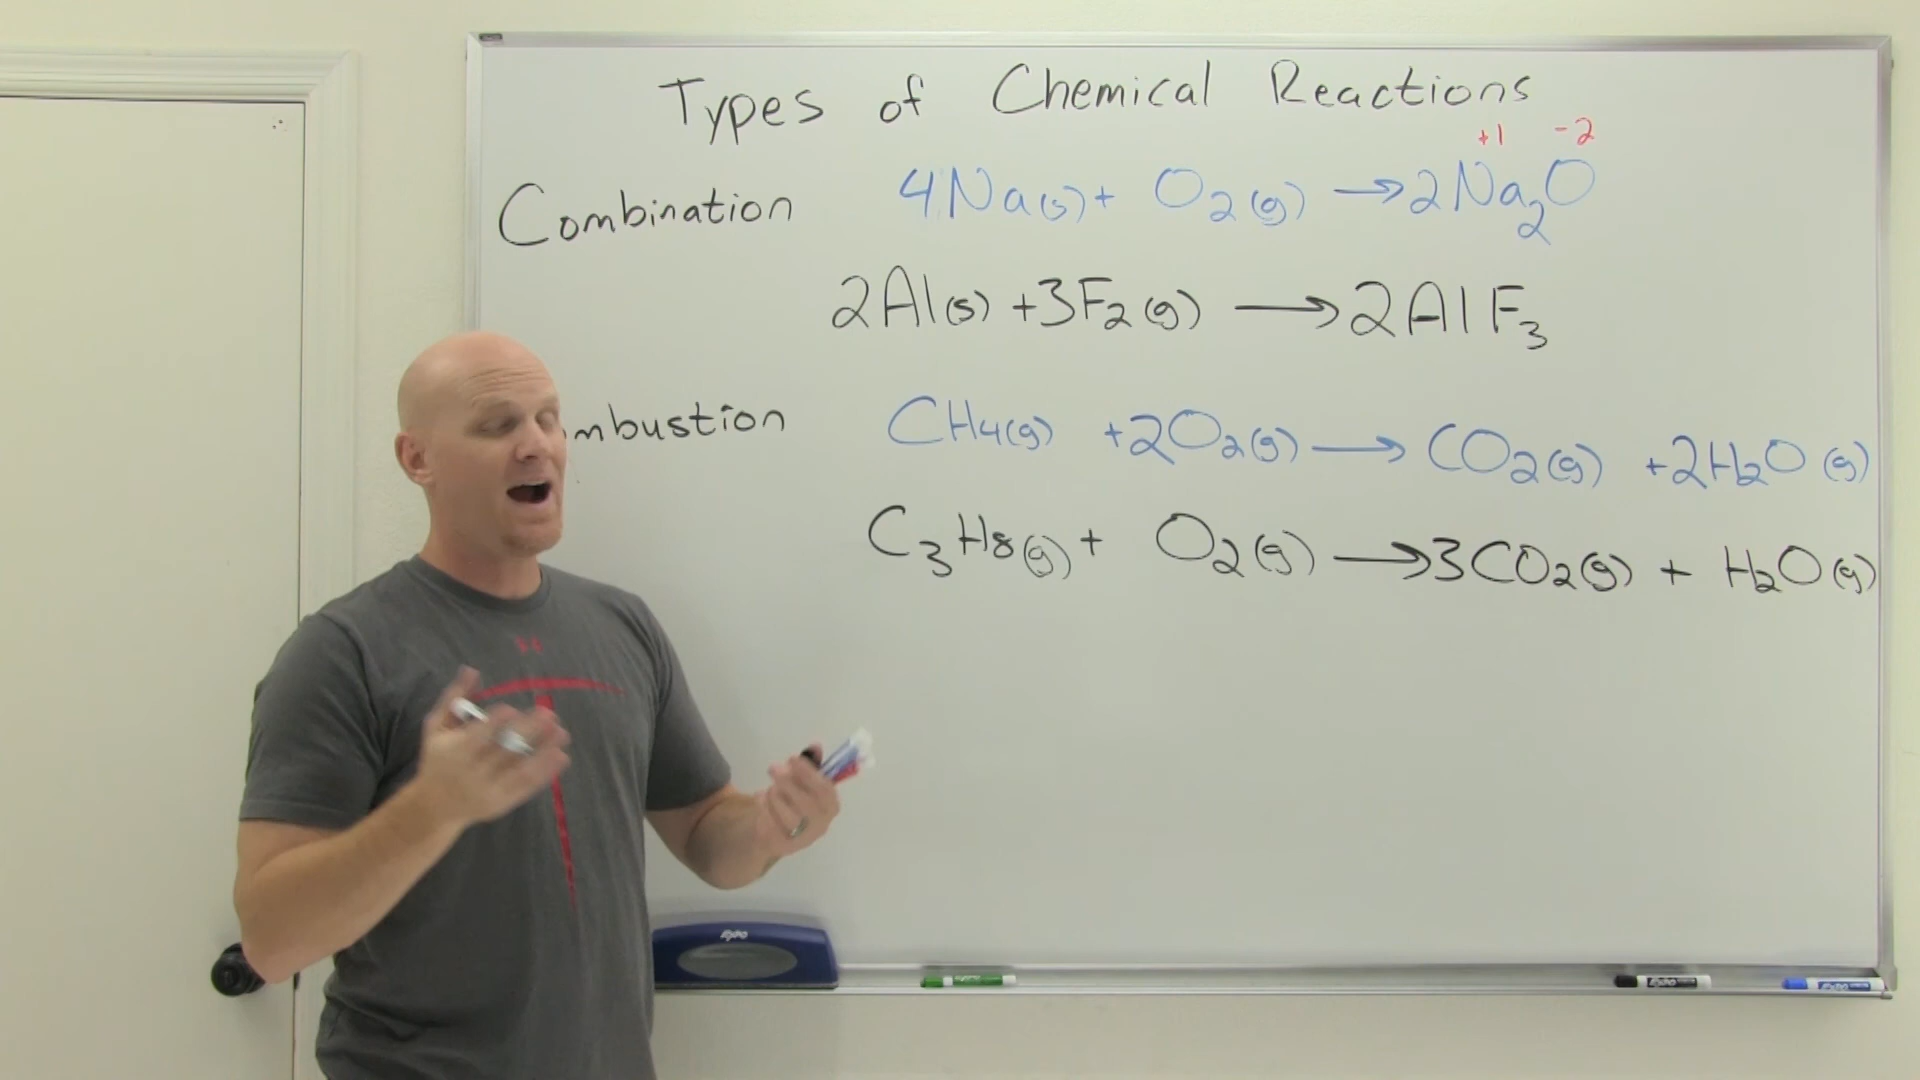 Types of Chemical Reactions
+1 -2
Combination 4Na(s) + O2(g) → 2Na2O
2Al(s) + 3F2(g) → 2AlF3
mbustion CH4(g) + 2O2(g) → CO2(g) + 2H2O(g)
C3H8(g) + O2(g) → 3CO2(g) + H2O(g)
Expo